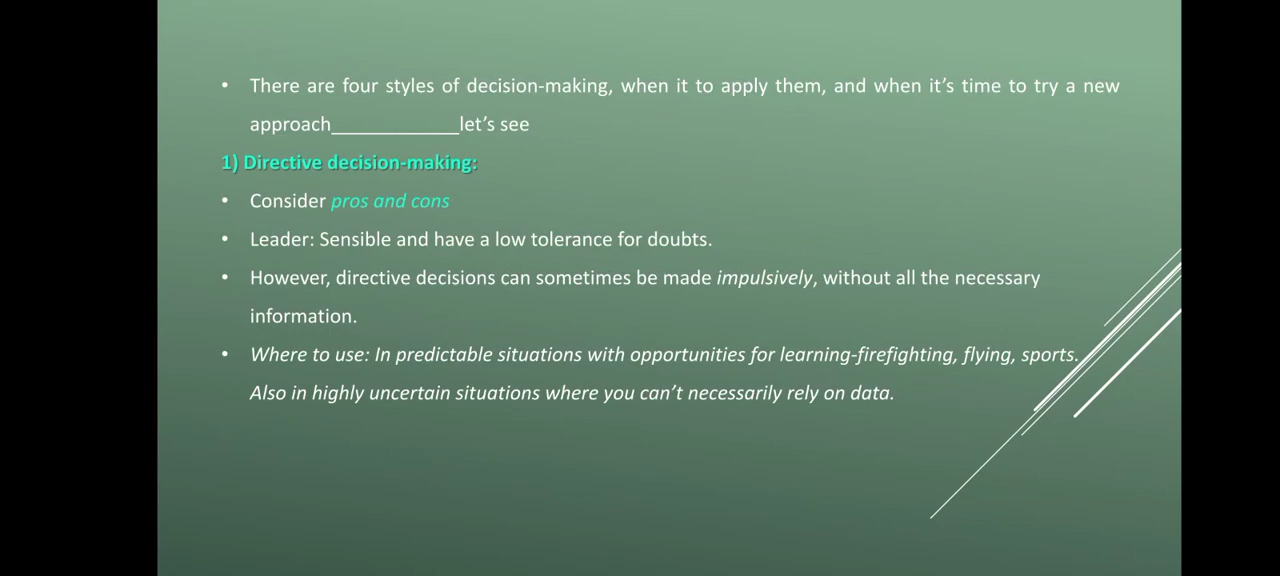 • There are four styles of decision-making, when it to apply them, and when it’s time to try a new
approach____________let’s see
1) Directive decision-making:
• Consider pros and cons
• Leader: Sensible and have a low tolerance for doubts.
• However, directive decisions can sometimes be made impulsively, without all the necessary
information.
• Where to use: In predictable situations with opportunities for learning-firefighting, flying, sports.
Also in highly uncertain situations where you can’t necessarily rely on data.